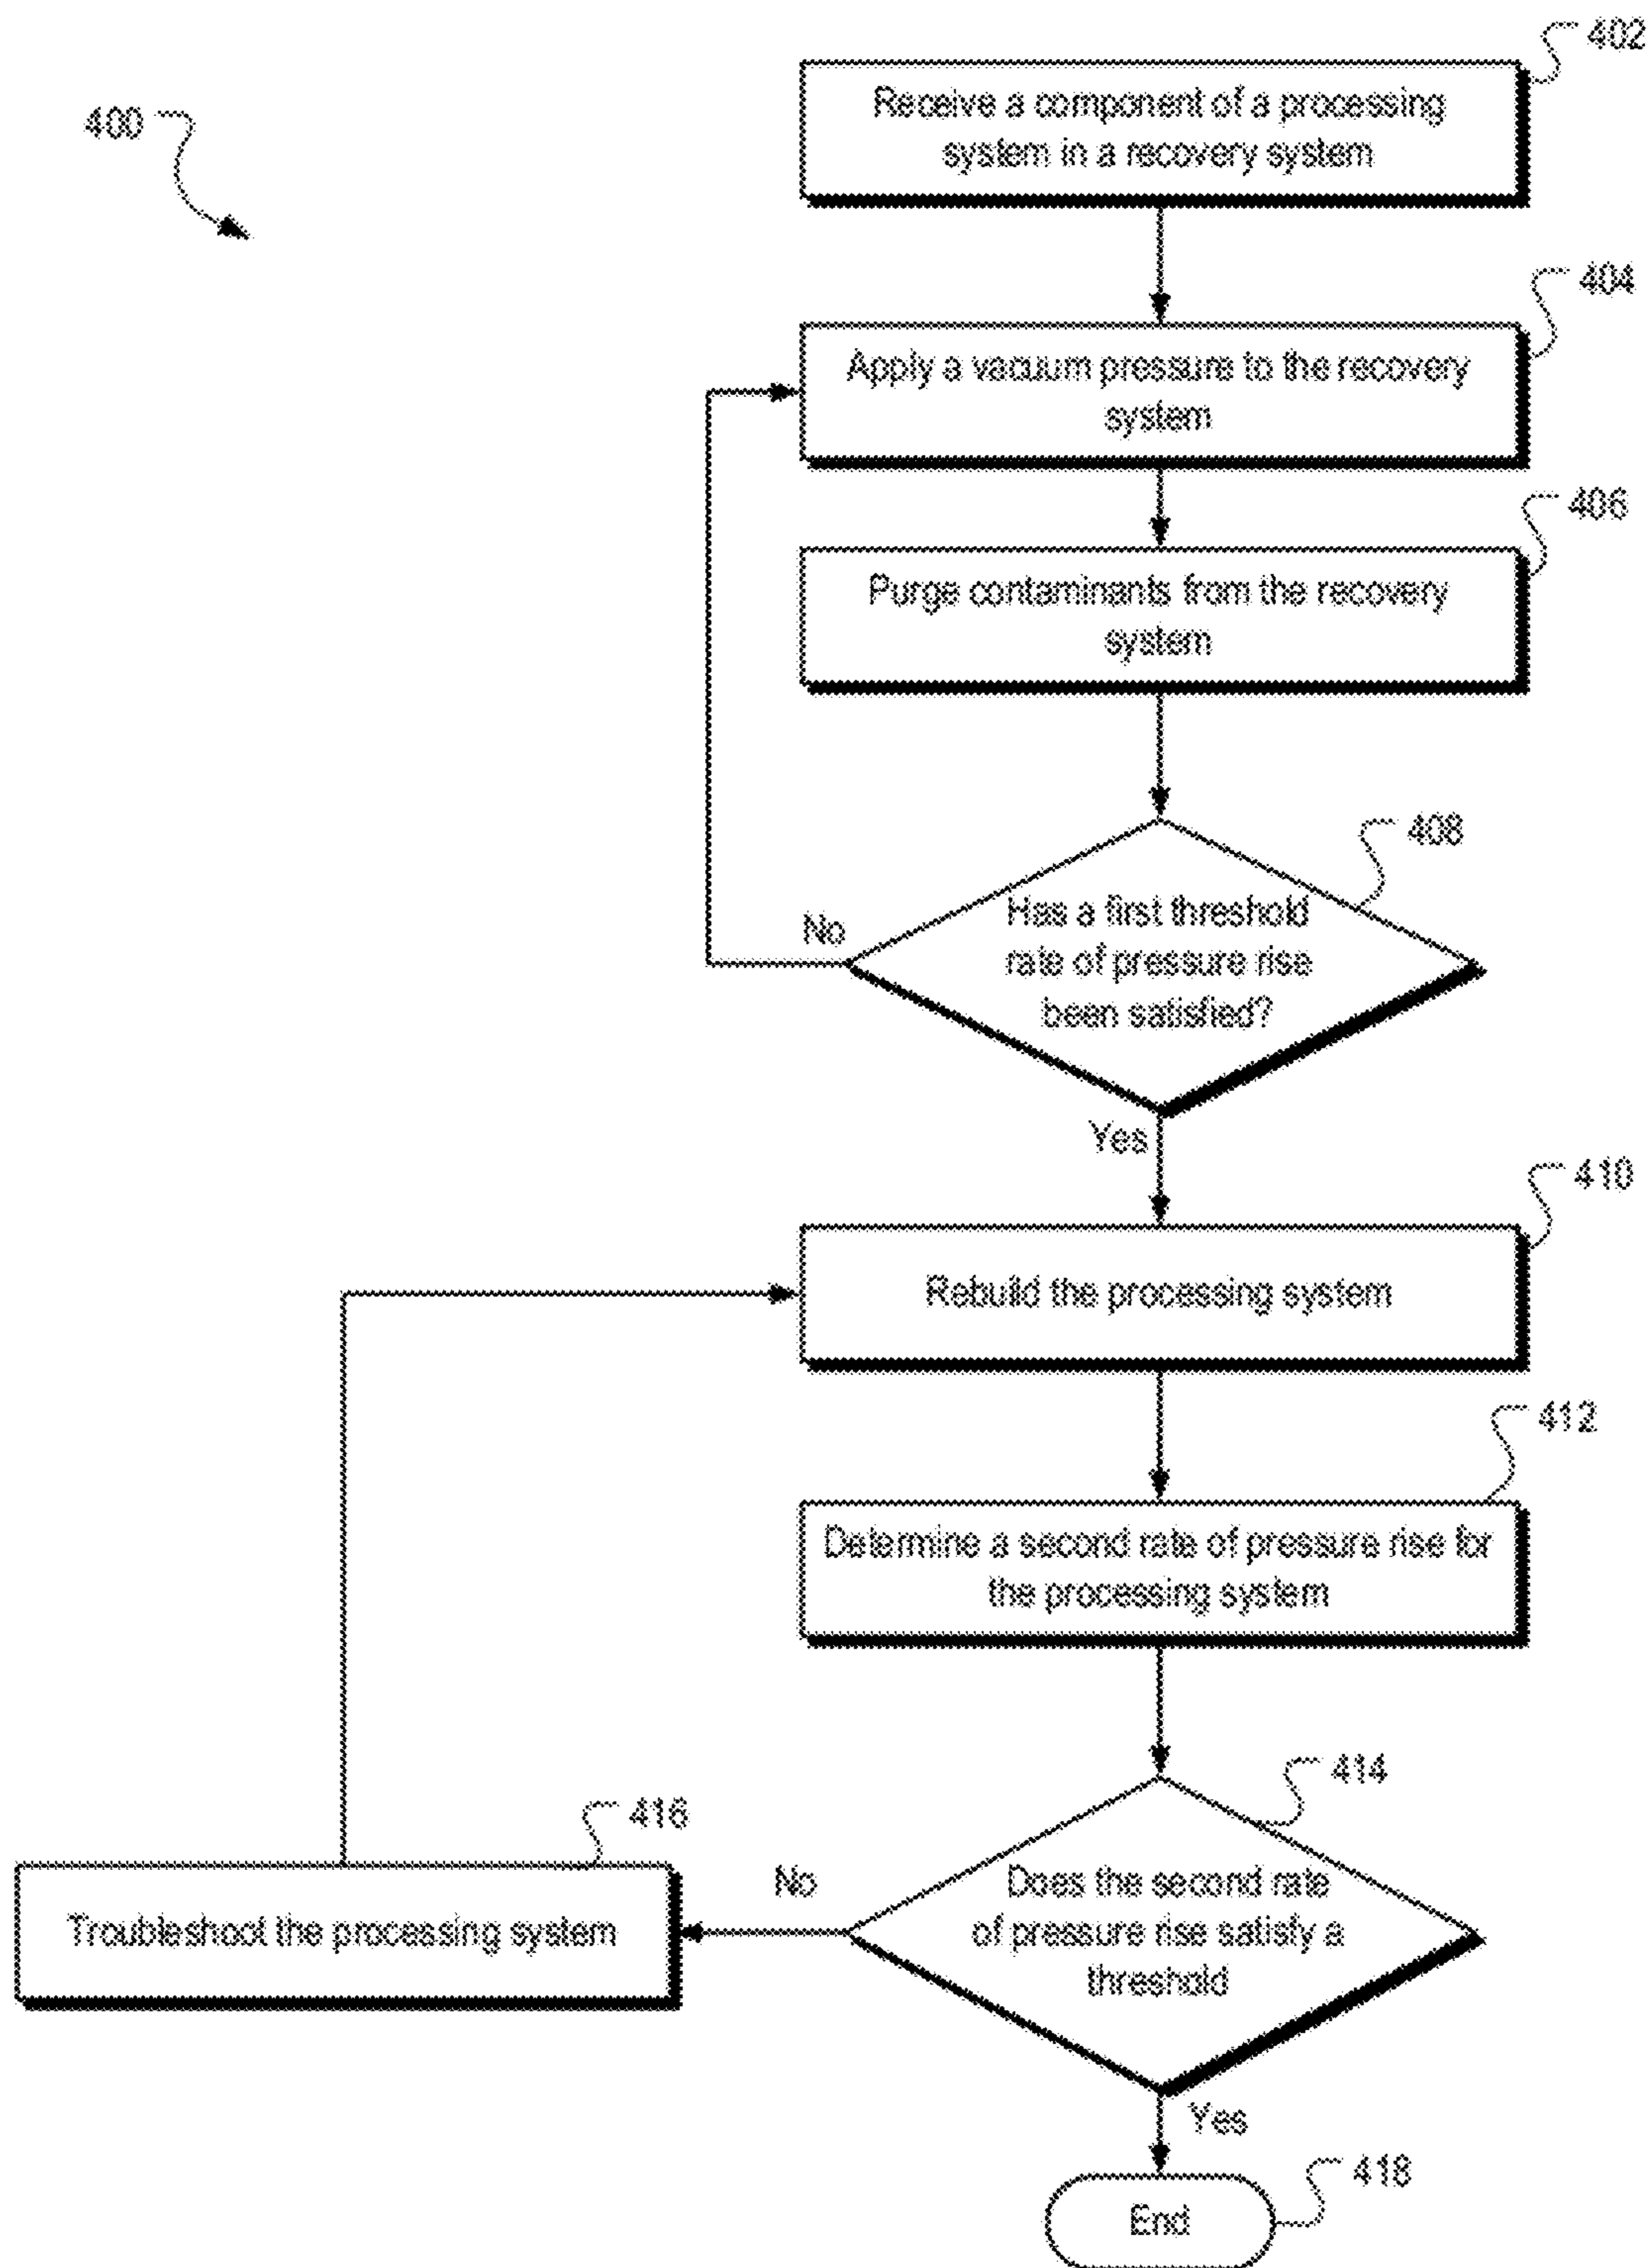 402
400
Receive a component of a processing
system in a recovery system
404
Apply a vacuum pressure to the recovery
system
406
Purge contaminants from the recovery
system
408
Has a first threshold
rate of pressure rise
been satisfied?
No
Yes
410
Rebuild the processing system
412
Determine a second rate of pressure rise for
the processing system
414
416
Does the second rate
of pressure rise satisfy a
threshold
No
Troubleshoot the processing system
Yes
418
End